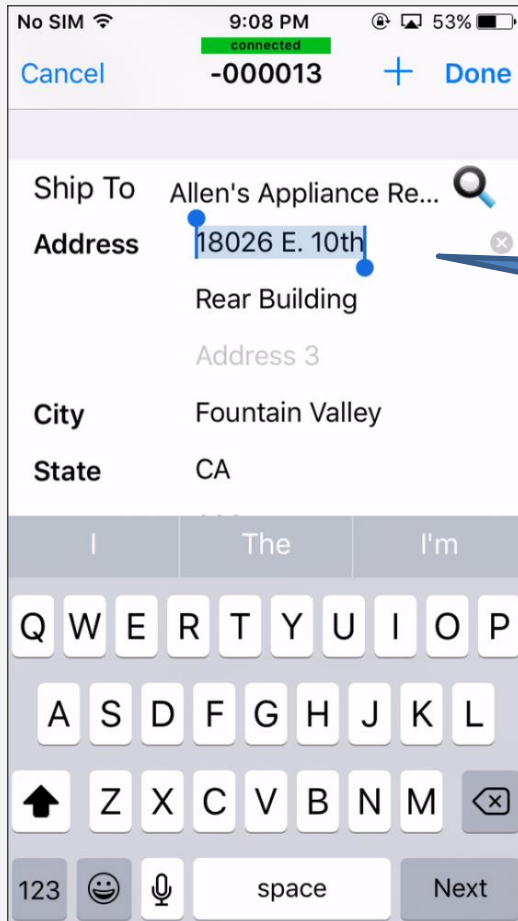 No SIM 9:08 PM 53%
connected
Cancel -000013 + Done
Ship To Allen's Appliance Re...
Address 18026 E. 10th
Rear Building
Address 3
City Fountain Valley
State CA
I The I'm
Q W E R T Y U I O P
A S D F G H J K L
Z X C V B N M
123 space Next